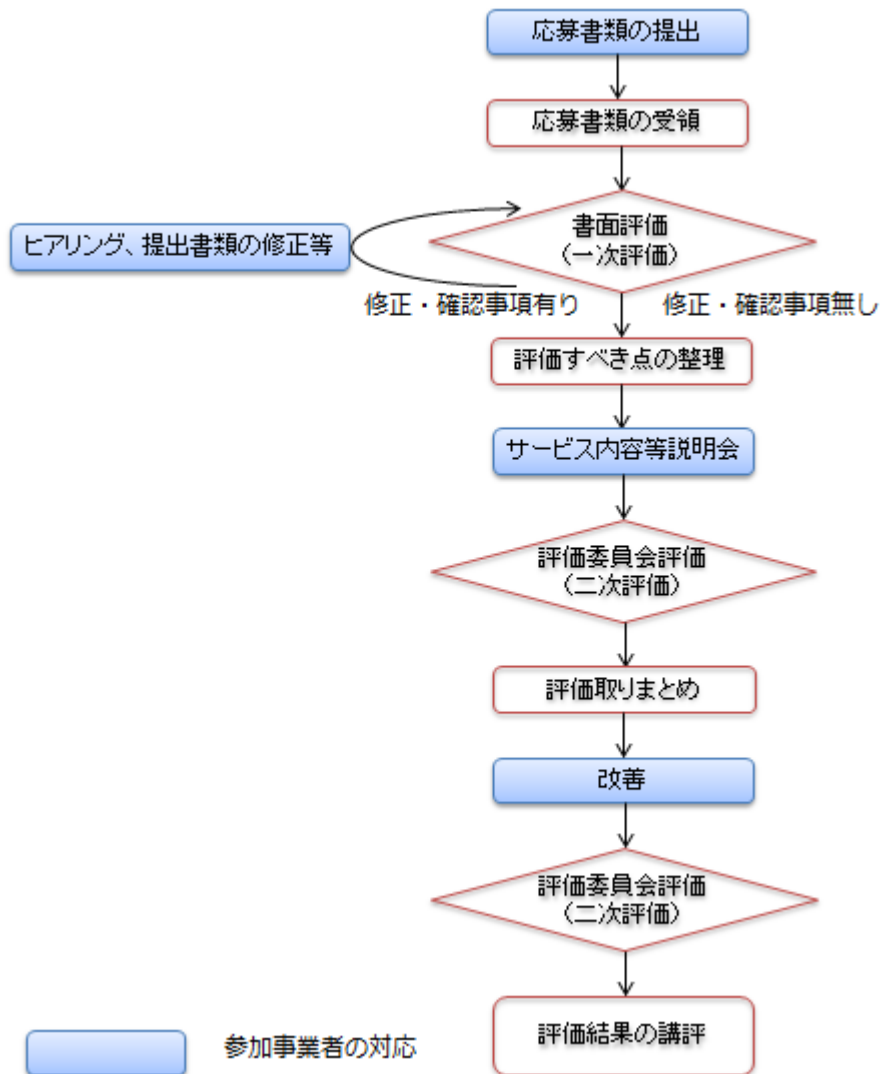 応募書類の提出
応募書類の受領
書面評価
（一次評価）
ヒアリング、提出書類の修正等
修正・確認事項有り
修正・確認事項無し
評価すべき点の整理
サービス内容等説明会
評価委員会評価
（二次評価）
評価取りまとめ
改善
評価委員会評価
（二次評価）
評価結果の講評
参加事業者の対応